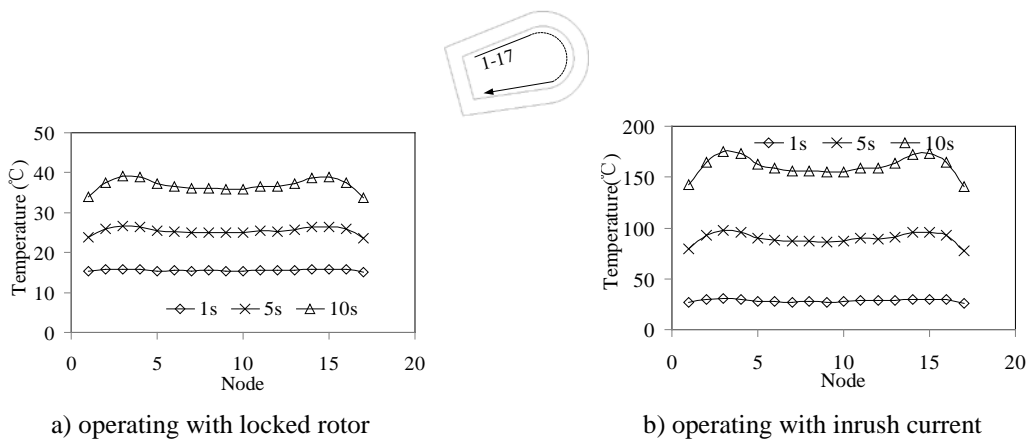 1-17
50
40
30
20
10
0
Temperature (℃)
1s 5s 10s
0 5 10 15 20
Node
a) operating with locked rotor
200
150
100
50
0
Temperature(℃)
1s 5s 10s
0 5 10 15 20
Node
b) operating with inrush current